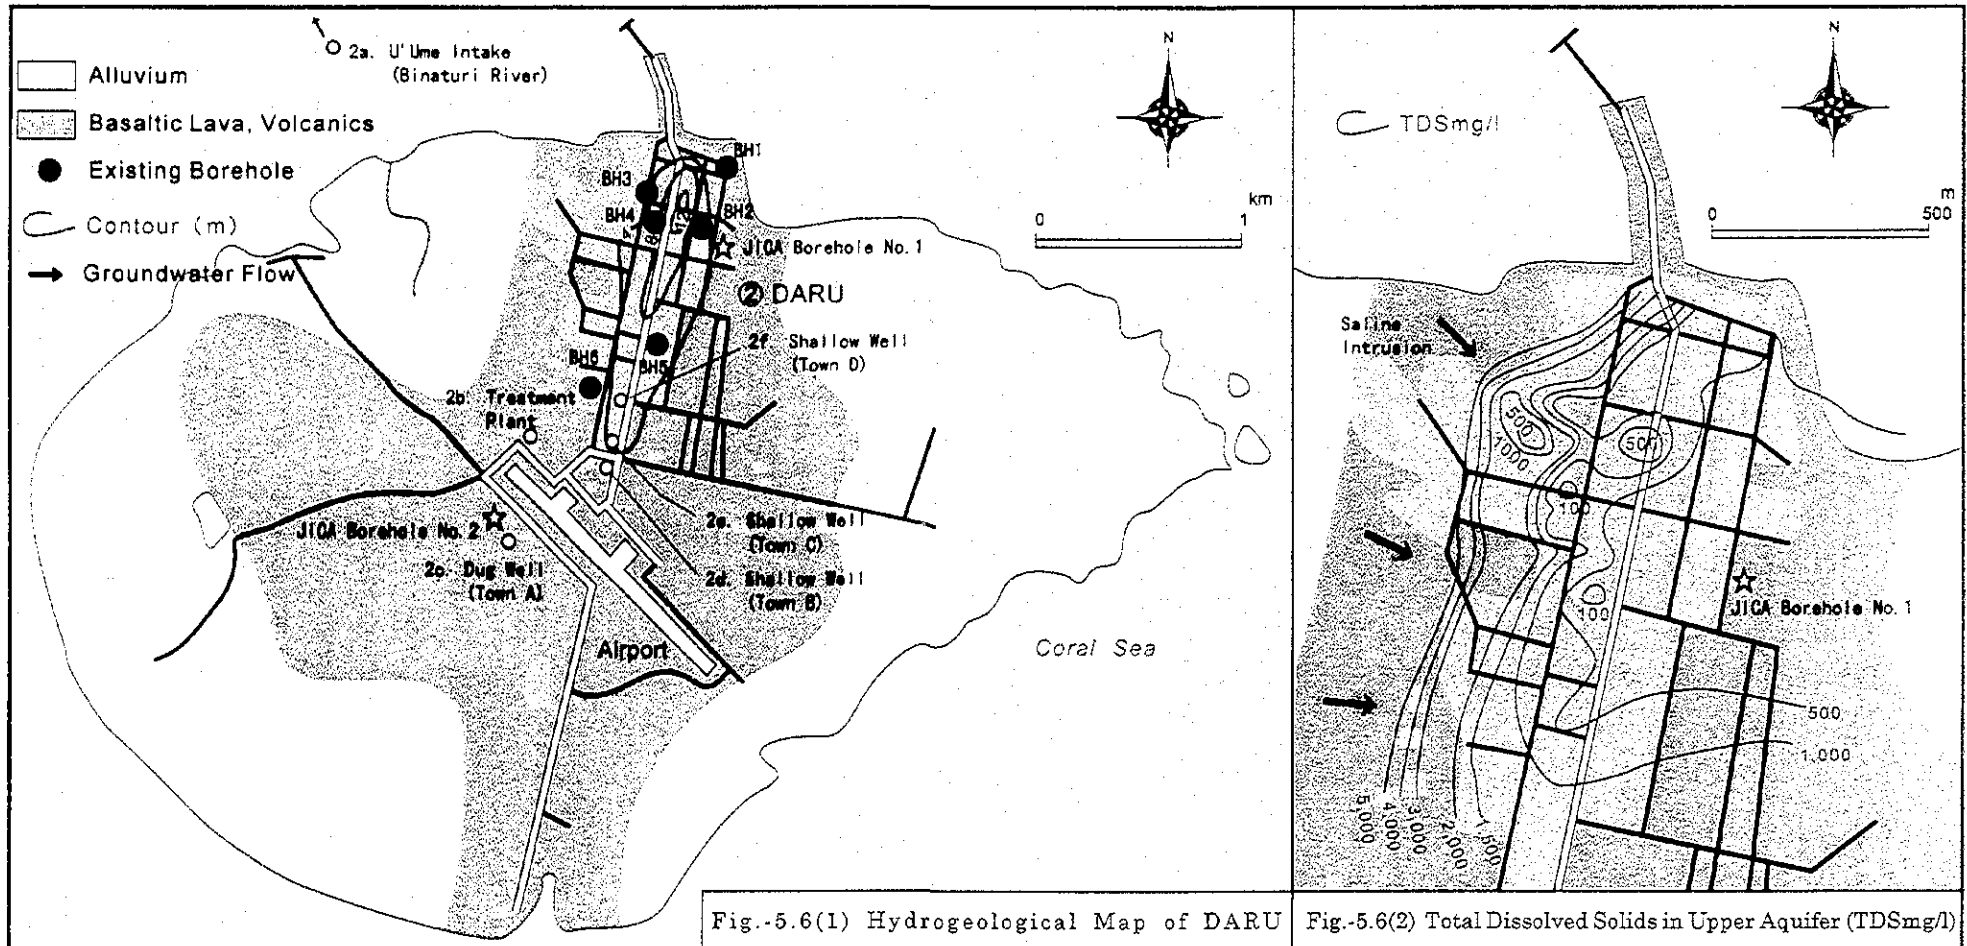 2a. U'Ume Intake
(Binaturi River)
Alluvium
Basaltic Lava, Volcanics
Existing Borehole
Contour (m)
Groundwater Flow
N
km
0
1
BH1
BH3
BH4
BH2
4
8
12
JICA Borehole No. 1
② DARU
2f. Shallow Well
(Town D)
BH6
BH5
2b. Treatment
Plant
2e. Shallow Well
(Town C)
JICA Borehole No. 2
2c. Dug Well
(Town A)
2d. Shallow Well
(Town B)
Airport
Coral Sea
Fig.-5.6(1) Hydrogeological Map of DARU
TDSmg/l
N
m
0
500
Saline
Intrusion
500
1000
500
100
100
JICA Borehole No. 1
500
1,000
5,000
4,000
3,000
2,000
1,500
Fig.-5.6(2) Total Dissolved Solids in Upper Aquifer (TDSmg/l)